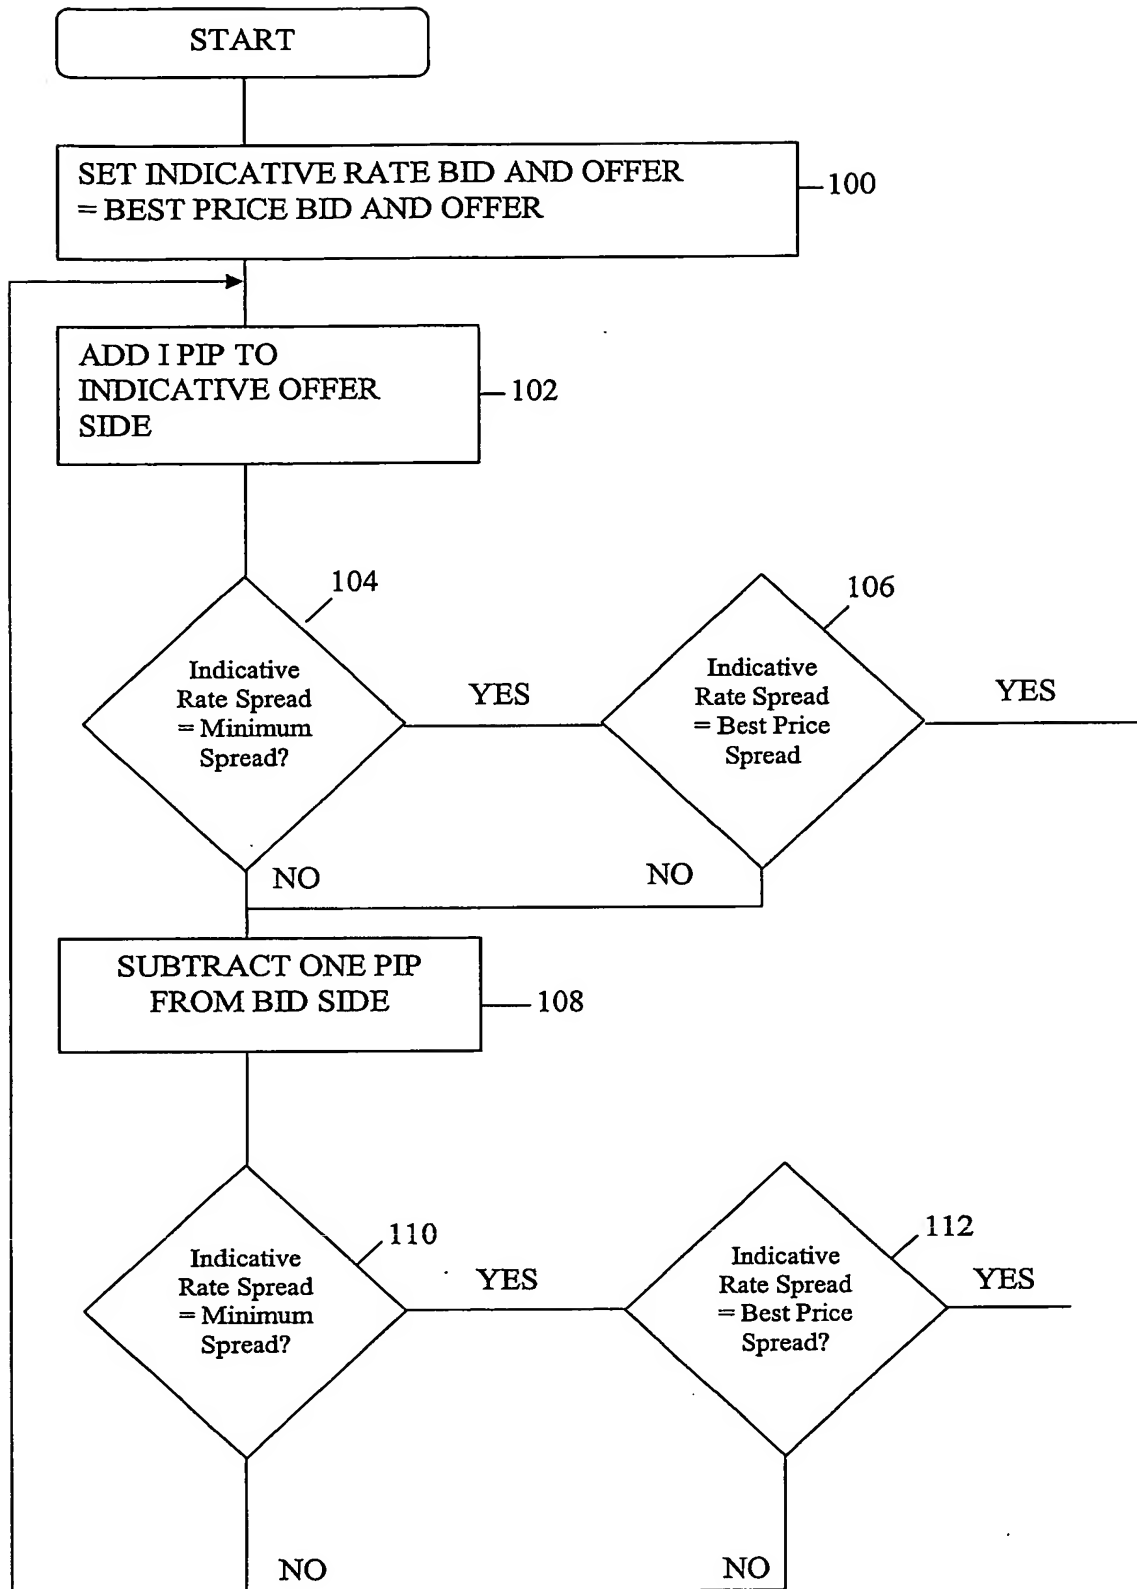 START
SET INDICATIVE RATE BID AND OFFER
= BEST PRICE BID AND OFFER
100
ADD I PIP TO
INDICATIVE OFFER
SIDE
102
104
Indicative
Rate Spread
= Minimum
Spread?
YES
106
Indicative
Rate Spread
= Best Price
Spread
YES
NO
NO
SUBTRACT ONE PIP
FROM BID SIDE
108
110
Indicative
Rate Spread
= Minimum
Spread?
YES
112
Indicative
Rate Spread
= Best Price
Spread?
YES
NO
NO